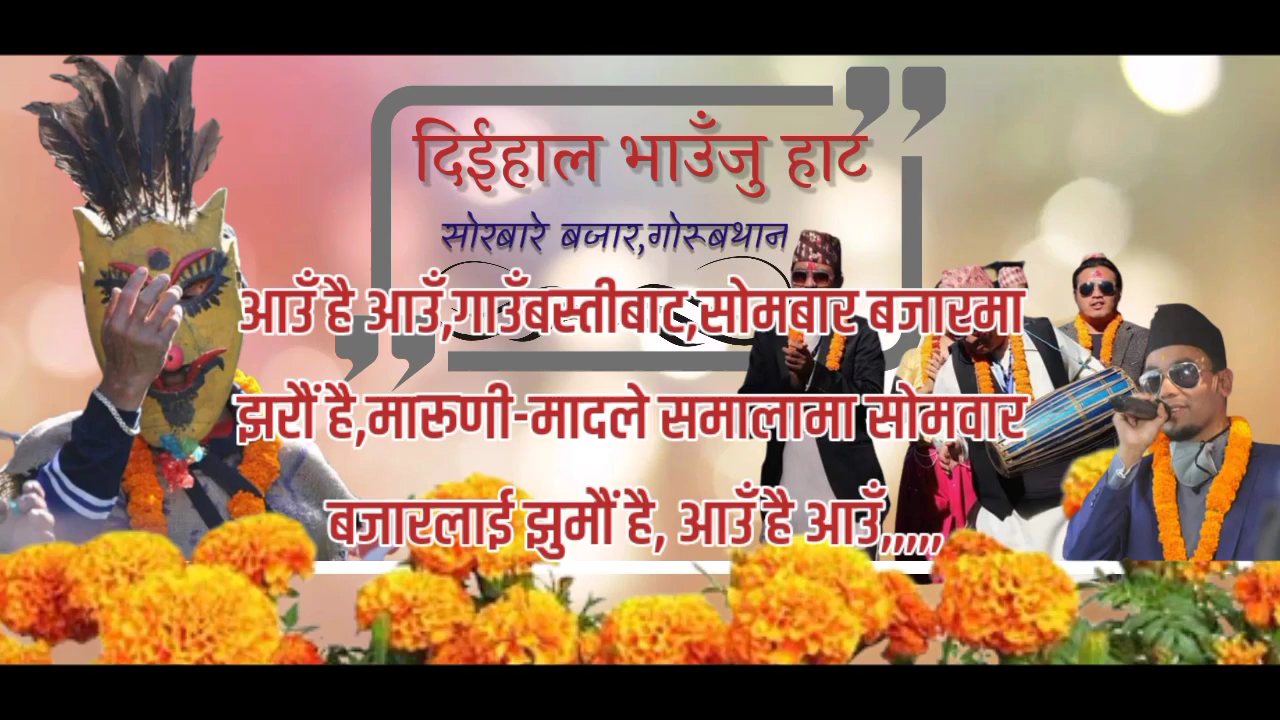 दिईहाल भाउँजु हाट
सोरबारे बजार,गोरूबथान
आउँ है आउँ,गाउँबस्तीबाट,सोमबार बजारमा
झरौं है,मारूणी-मादले समालामा सोमवार
बजारलाई झुमौं है, आउँ है आउँ,,,,,